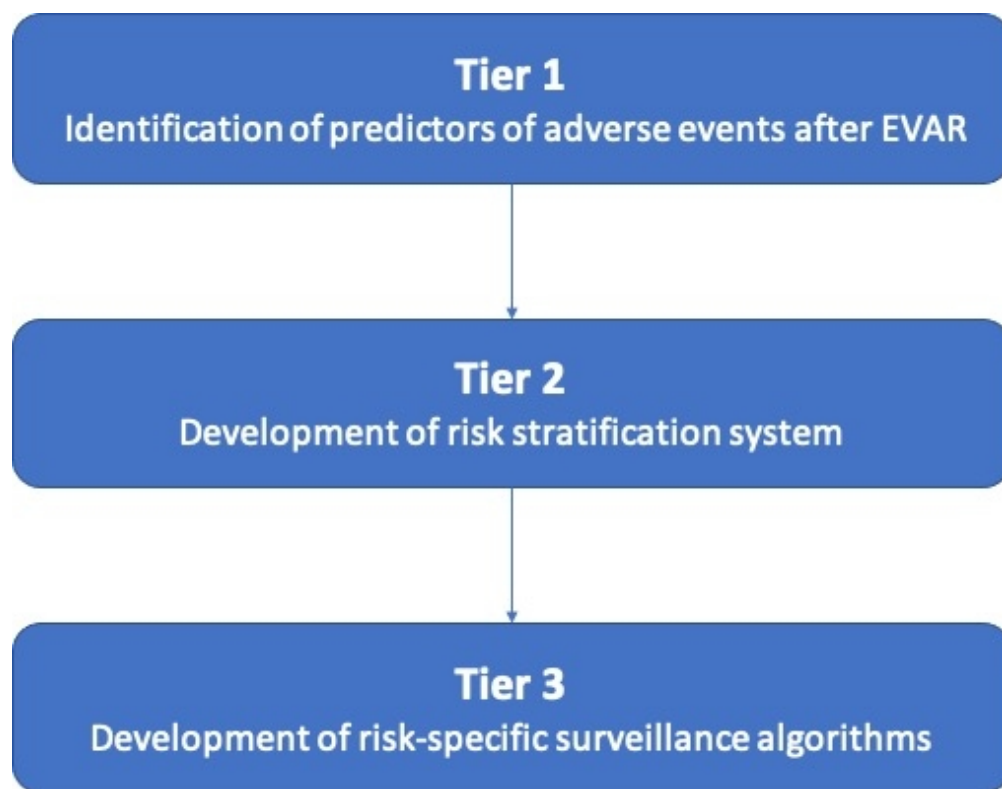 Tier 1
Identification of predictors of adverse events after EVAR
Tier 2
Development of risk stratification system
Tier 3
Development of risk-specific surveillance algorithms